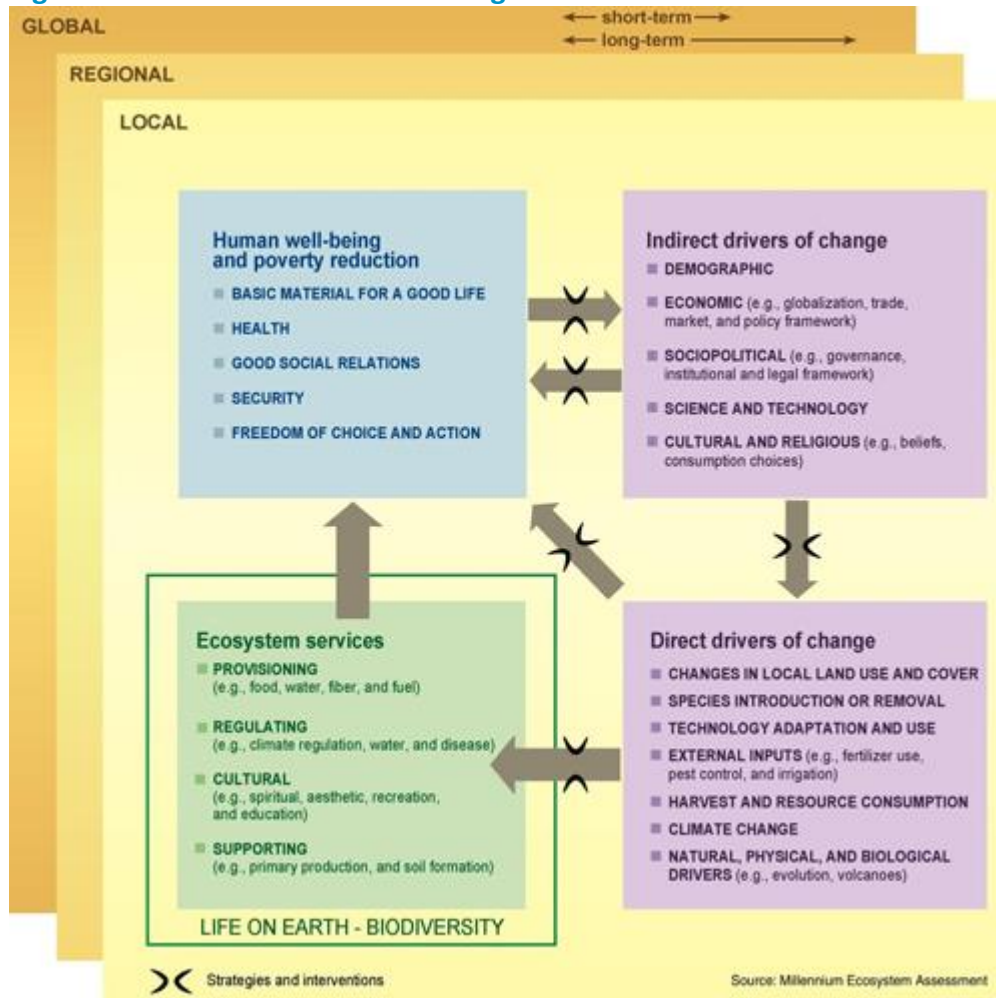 GLOBAL
short-term
long-term
REGIONAL
LOCAL
Human well-being
and poverty reduction
BASIC MATERIAL FOR A GOOD LIFE
HEALTH
GOOD SOCIAL RELATIONS
SECURITY
FREEDOM OF CHOICE AND ACTION
Indirect drivers of change
DEMOGRAPHIC
ECONOMIC (e.g., globalization, trade,
market, and policy framework)
SOCIOPOLITICAL (e.g., governance,
institutional and legal framework)
SCIENCE AND TECHNOLOGY
CULTURAL AND RELIGIOUS (e.g., beliefs,
consumption choices)
Ecosystem services
PROVISIONING
(e.g., food, water, fiber, and fuel)
REGULATING
(e.g., climate regulation, water, and disease)
CULTURAL
(e.g., spiritual, aesthetic, recreation,
and education)
SUPPORTING
(e.g., primary production, and soil formation)
LIFE ON EARTH - BIODIVERSITY
Direct drivers of change
CHANGES IN LOCAL LAND USE AND COVER
SPECIES INTRODUCTION OR REMOVAL
TECHNOLOGY ADAPTATION AND USE
EXTERNAL INPUTS (e.g., fertilizer use,
pest control, and irrigation)
HARVEST AND RESOURCE CONSUMPTION
CLIMATE CHANGE
NATURAL, PHYSICAL, AND BIOLOGICAL
DRIVERS (e.g., evolution, volcanoes)
Strategies and interventions
Source: Millennium Ecosystem Assessment